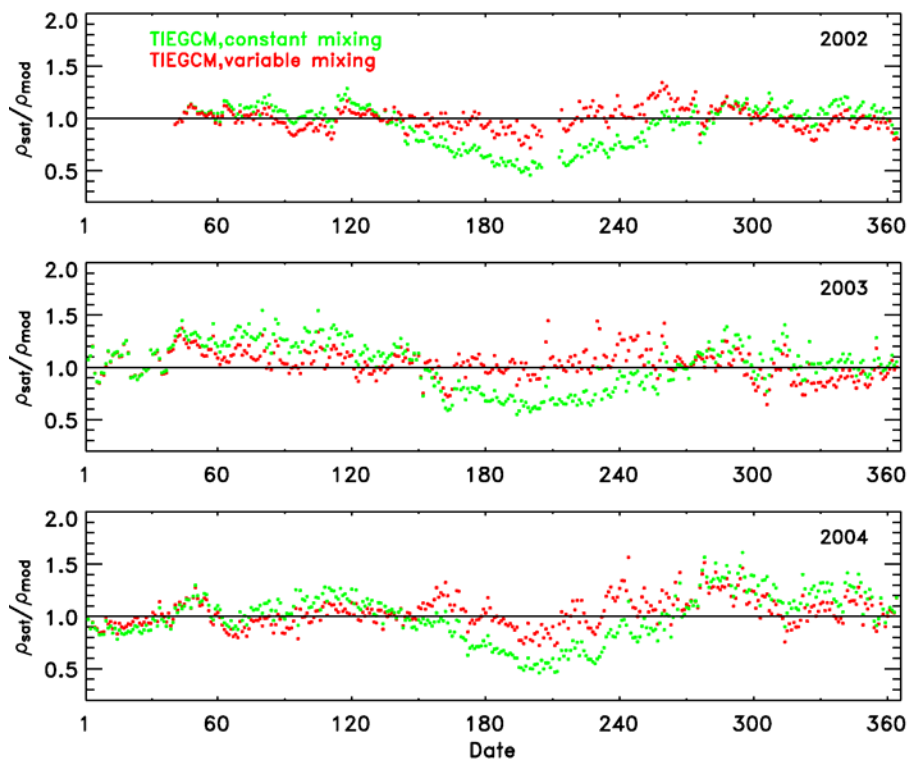 2.0
TIEGCM,constant mixing
TIEGCM,variable mixing
2002
1.5
1.0
0.5
ρsat/ρmod
1 60 120 180 240 300 360
2.0
2003
1.5
1.0
0.5
ρsat/ρmod
1 60 120 180 240 300 360
2.0
2004
1.5
1.0
0.5
ρsat/ρmod
1 60 120 180 240 300 360
Date